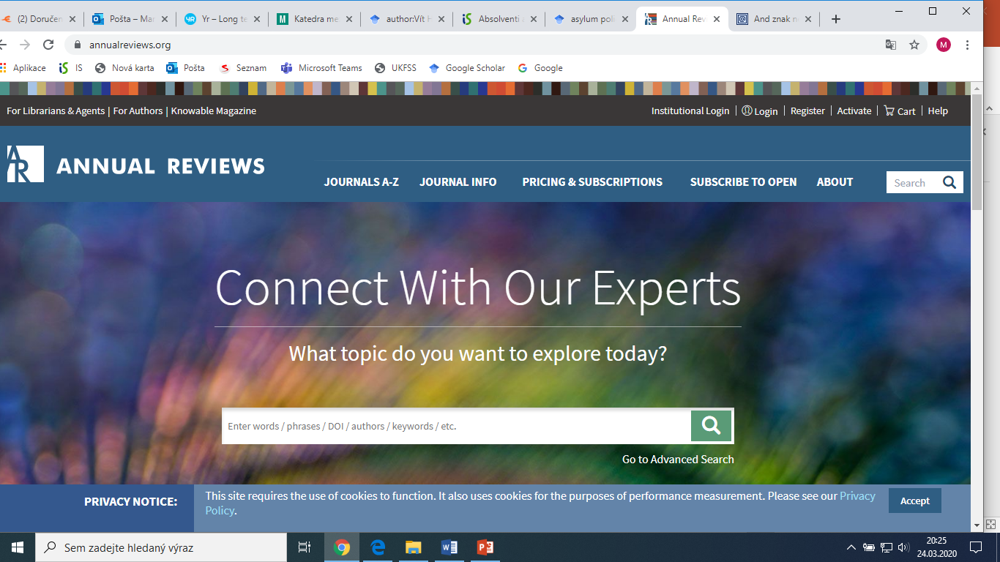 (2) Doručen
Pošta – Mar
Yr – Long te
Katedra me
author:Vít H
Absolventi a
asylum poli
Annual Rev
And znak n
annualreviews.org
M
Aplikace
IS
Nová karta
Pošta
Seznam
Microsoft Teams
UKFSS
Google Scholar
Google
For Librarians & Agents | For Authors | Knowable Magazine
Institutional Login | Login | Register | Activate | Cart | Help
AR ANNUAL REVIEWS
JOURNALS A-Z JOURNAL INFO PRICING & SUBSCRIPTIONS SUBSCRIBE TO OPEN ABOUT
Search
Connect With Our Experts
What topic do you want to explore today?
Enter words / phrases / DOI / authors / keywords / etc.
Go to Advanced Search
PRIVACY NOTICE:
This site requires the use of cookies to function. It also uses cookies for the purposes of performance measurement. Please see our Privacy
Policy.
Accept
Sem zadejte hledaný výraz
20:25
24.03.2020